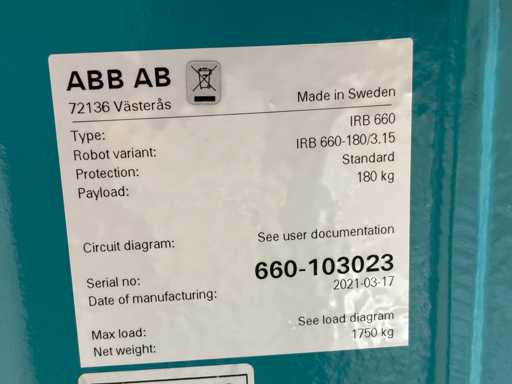 ABB AB
72136 Västerås
Made in Sweden
Type: IRB 660
Robot variant: IRB 660-180/3.15
Protection: Standard
Payload: 180 kg
Circuit diagram: See user documentation
Serial no: 660-103023
Date of manufacturing: 2021-03-17
Max load: See load diagram
Net weight: 1750 kg